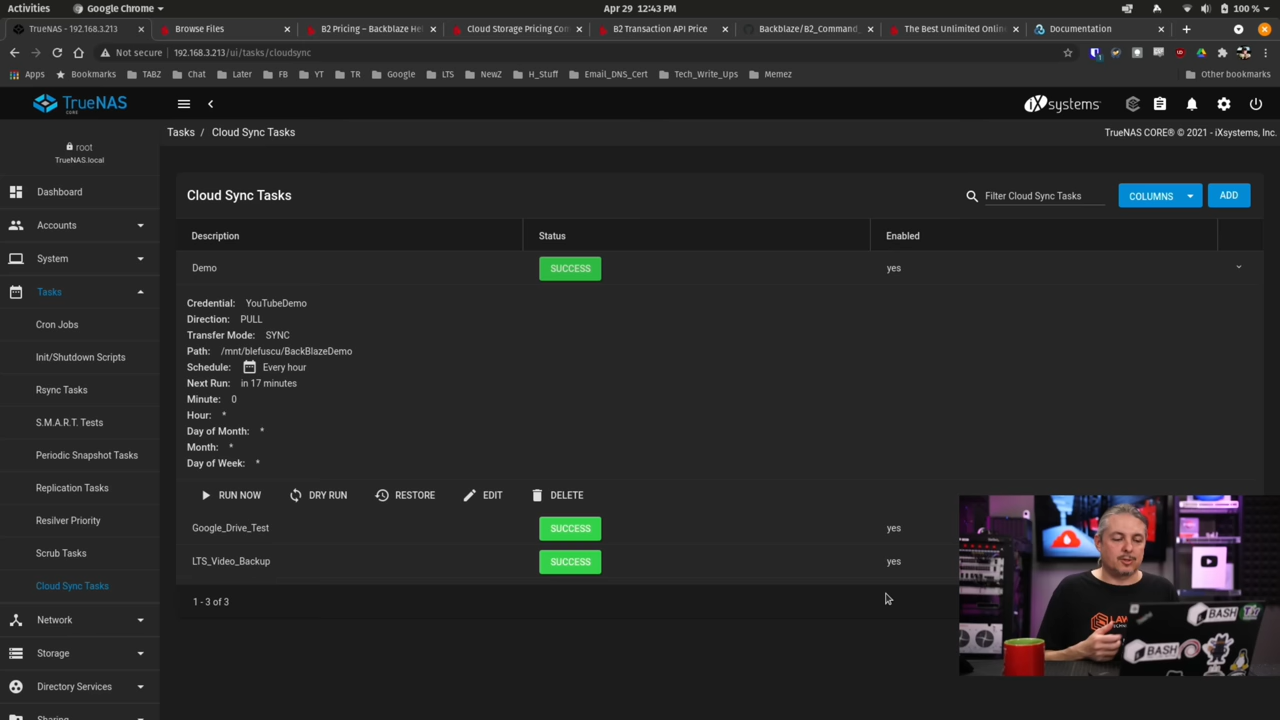 Activities
Google Chrome
Apr 29 12:43 PM
100 %
TrueNAS - 192.168.3.213
Browse Files
B2 Pricing – Backblaze He
Cloud Storage Pricing Co
B2 Transaction API Price
Backblaze/B2_Command_
The Best Unlimited Onlin
Documentation
Not secure
192.168.3.213/ui/tasks/cloudsync
Apps
Bookmarks
TABZ
Chat
Later
FB
YT
TR
Google
LTS
NewZ
H_Stuff
Email_DNS_Cert
Tech_Write_Ups
Memez
Other bookmarks
TrueNAS
CORE
iXsystems
root
TrueNAS.local
Tasks / Cloud Sync Tasks
TrueNAS CORE® © 2021 - iXsystems, Inc.
Dashboard
Accounts
System
Tasks
Cron Jobs
Init/Shutdown Scripts
Rsync Tasks
S.M.A.R.T. Tests
Periodic Snapshot Tasks
Replication Tasks
Resilver Priority
Scrub Tasks
Cloud Sync Tasks
Network
Storage
Directory Services
Sharing
Cloud Sync Tasks
Filter Cloud Sync Tasks
COLUMNS
ADD
Description
Status
Enabled
Demo
SUCCESS
yes
Credential: YouTubeDemo
Direction: PULL
Transfer Mode: SYNC
Path: /mnt/blefuscu/BackBlazeDemo
Schedule: Every hour
Next Run: in 17 minutes
Minute: 0
Hour: *
Day of Month: *
Month: *
Day of Week: *
RUN NOW
DRY RUN
RESTORE
EDIT
DELETE
Google_Drive_Test
SUCCESS
yes
LTS_Video_Backup
SUCCESS
yes
1 - 3 of 3
LAW
BASH
BASH